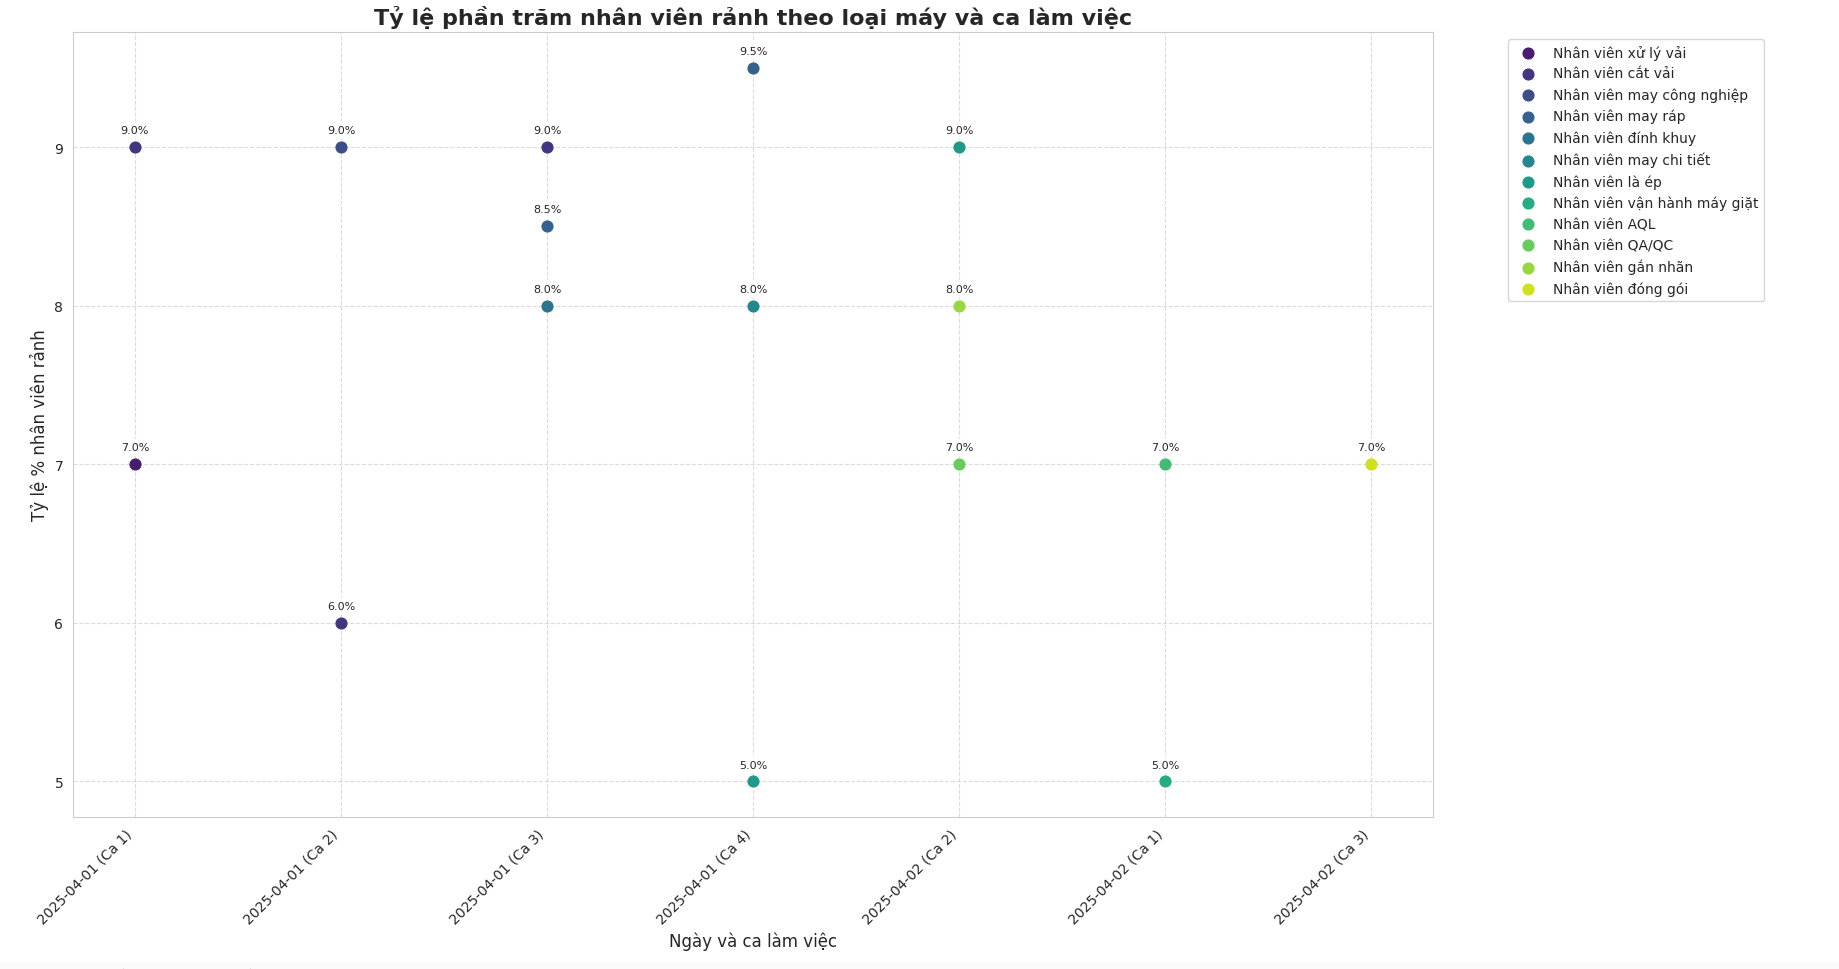 Tỷ lệ phần trăm nhân viên rảnh theo loại máy và ca làm việc
Tỷ lệ % nhân viên rảnh
9
8
7
6
5
9.5%
9.0%
9.0%
9.0%
9.0%
8.5%
8.0%
8.0%
8.0%
7.0%
7.0%
7.0%
7.0%
6.0%
5.0%
5.0%
2025-04-01 (Ca 1)
2025-04-01 (Ca 2)
2025-04-01 (Ca 3)
2025-04-01 (Ca 4)
2025-04-02 (Ca 2)
2025-04-02 (Ca 1)
2025-04-02 (Ca 3)
Ngày và ca làm việc
Nhân viên xử lý vải
Nhân viên cắt vải
Nhân viên may công nghiệp
Nhân viên may ráp
Nhân viên đính khuy
Nhân viên may chi tiết
Nhân viên là ép
Nhân viên vận hành máy giặt
Nhân viên AQL
Nhân viên QA/QC
Nhân viên gắn nhãn
Nhân viên đóng gói